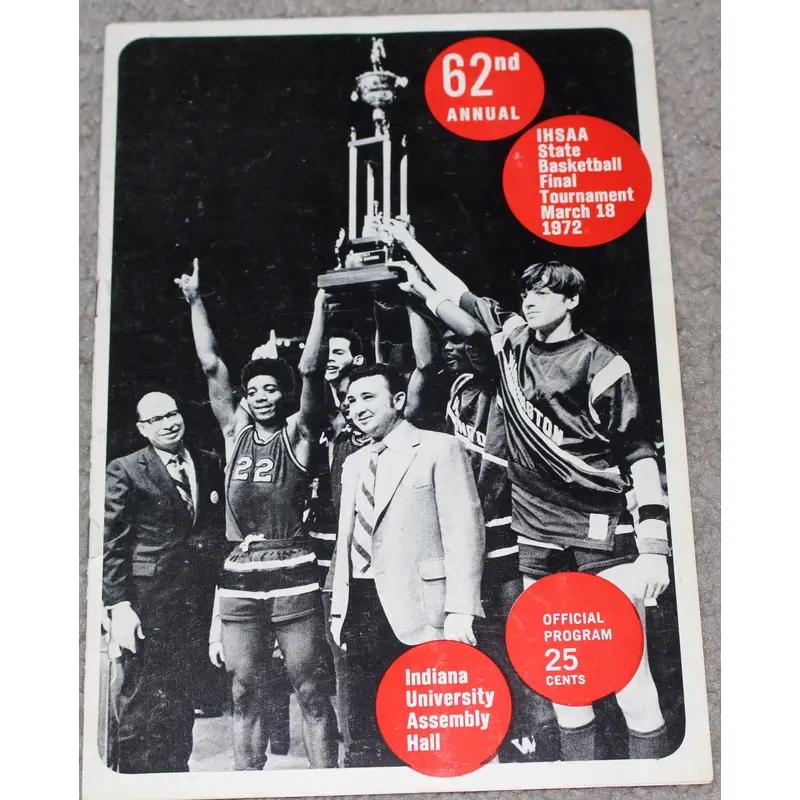 62nd
ANNUAL
IHSAA
State
Basketball
Final
Tournament
March 18
1972
22
OFFICIAL
PROGRAM
25
CENTS
Indiana
University
Assembly
Hall